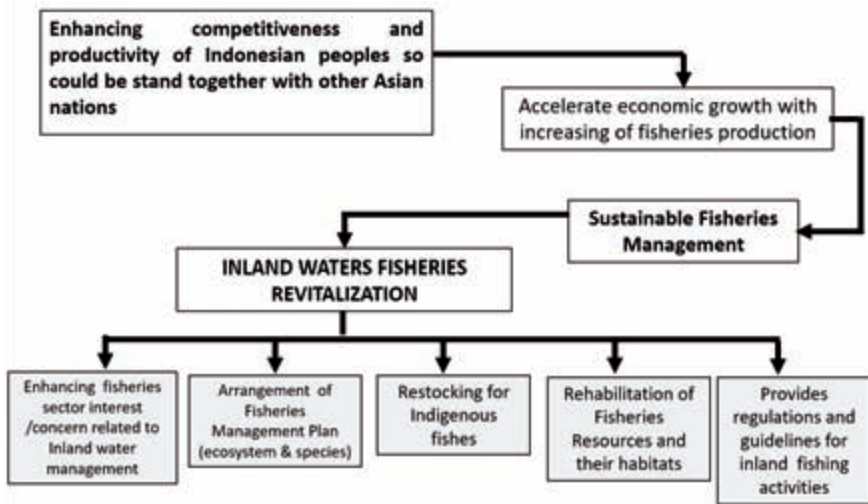 Enhancing competitiveness and
productivity of Indonesian peoples so
could be stand together with other Asian
nations
Accelerate economic growth with
increasing of fisheries production
Sustainable Fisheries
Management
INLAND WATERS FISHERIES
REVITALIZATION
Enhancing fisheries
sector interest
/concern related to
Inland water
management
Arrangement of
Fisheries
Management Plan
(ecosystem & species)
Restocking for
Indigenous
fishes
Rehabilitation of
Fisheries
Resources and
their habitats
Provides
regulations and
guidelines for
inland fishing
activities